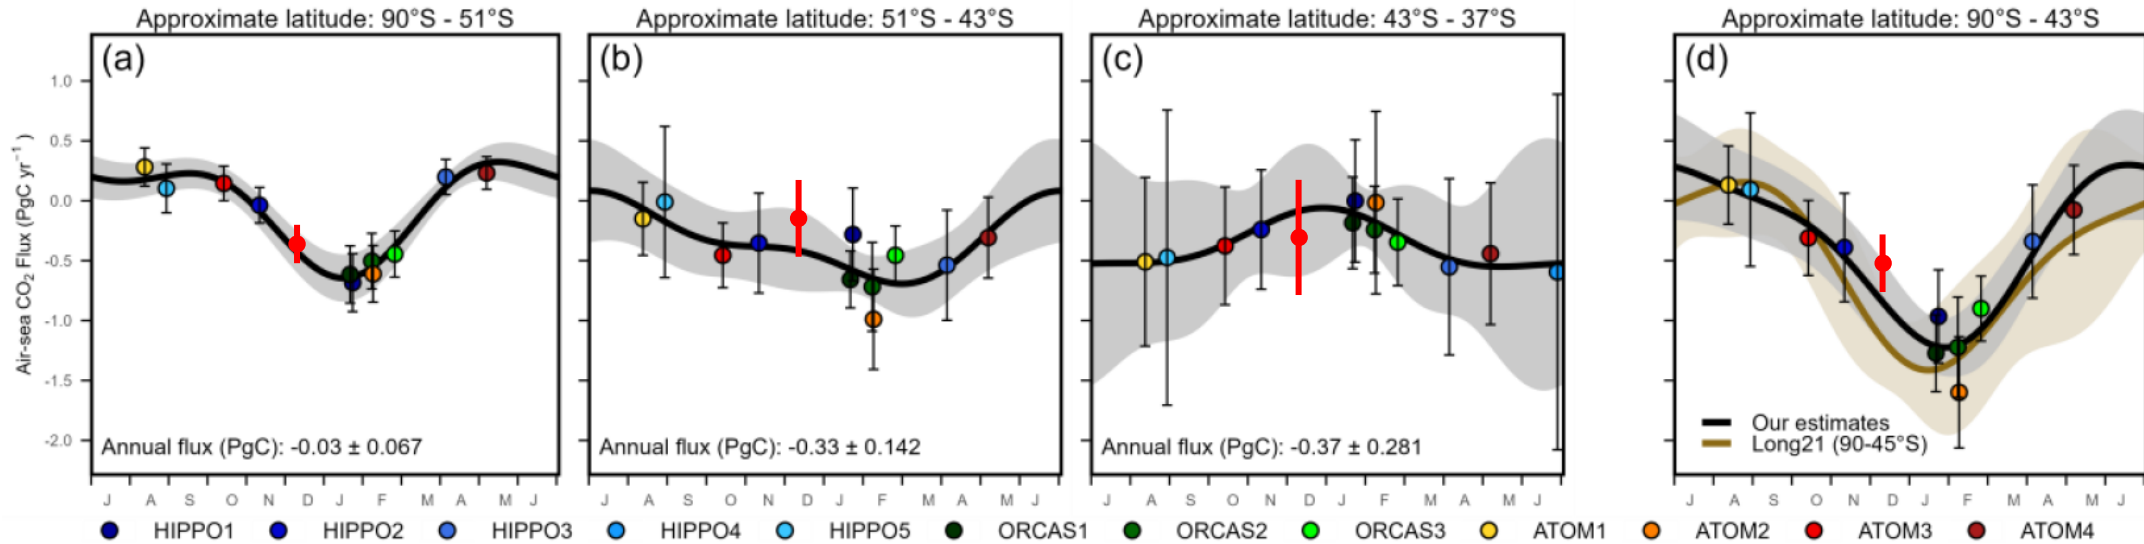 Approximate latitude: 90°S - 51°S
Approximate latitude: 51°S - 43°S
Approximate latitude: 43°S - 37°S
Approximate latitude: 90°S - 43°S
(a)
(b)
(c)
(d)
Air-sea CO₂ Flux (PgC yr⁻¹ )
1.0
0.5
0.0
-0.5
-1.0
-1.5
-2.0
Annual flux (PgC): -0.03 ± 0.067
Annual flux (PgC): -0.33 ± 0.142
Annual flux (PgC): -0.37 ± 0.281
Our estimates
Long21 (90-45°S)
J A S O N D J F M A M J
J A S O N D J F M A M J
J A S O N D J F M A M J
J A S O N D J F M A M J
HIPPO1 HIPPO2 HIPPO3 HIPPO4 HIPPO5 ORCAS1 ORCAS2 ORCAS3 ATOM1 ATOM2 ATOM3 ATOM4